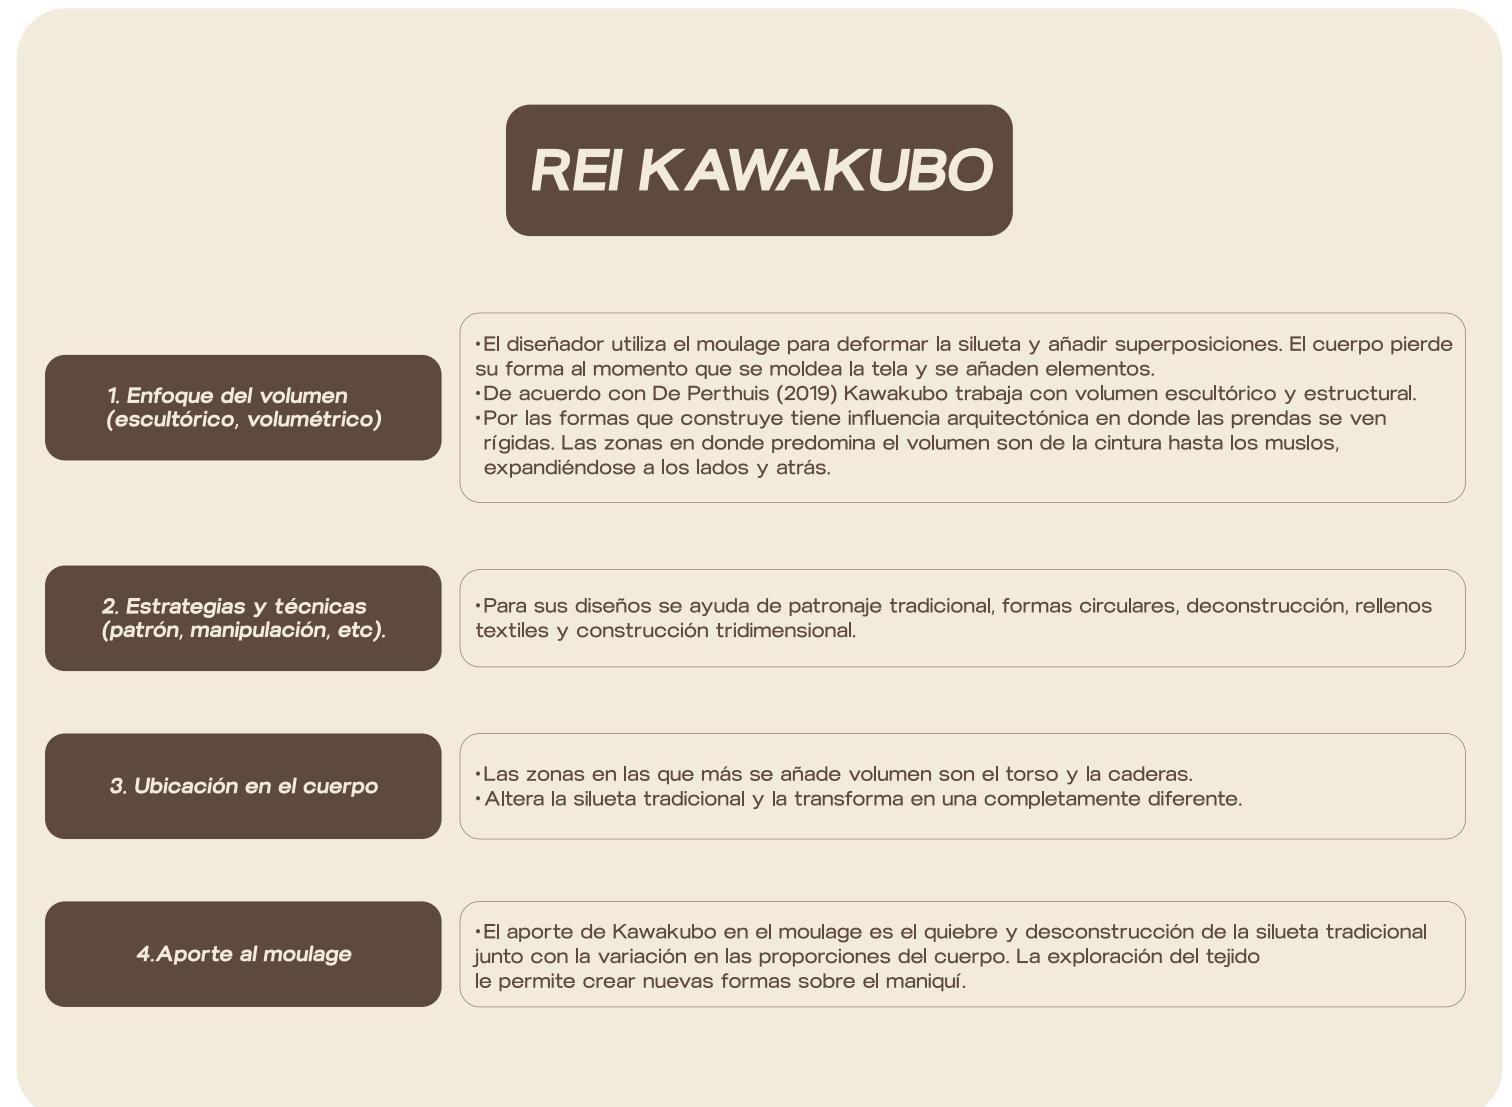 REI KAWAKUBO
1. Enfoque del volumen
(escultórico, volumétrico)
•El diseñador utiliza el moulage para deformar la silueta y añadir superposiciones. El cuerpo pierde
su forma al momento que se moldea la tela y se añaden elementos.
•De acuerdo con De Perthuis (2019) Kawakubo trabaja con volumen escultórico y estructural.
•Por las formas que construye tiene influencia arquitectónica en donde las prendas se ven
rígidas. Las zonas en donde predomina el volumen son de la cintura hasta los muslos,
expandiéndose a los lados y atrás.
2. Estrategias y técnicas
(patrón, manipulación, etc).
•Para sus diseños se ayuda de patronaje tradicional, formas circulares, deconstrucción, rellenos
textiles y construcción tridimensional.
3. Ubicación en el cuerpo
•Las zonas en las que más se añade volumen son el torso y la caderas.
•Altera la silueta tradicional y la transforma en una completamente diferente.
4.Aporte al moulage
•El aporte de Kawakubo en el moulage es el quiebre y desconstrucción de la silueta tradicional
junto con la variación en las proporciones del cuerpo. La exploración del tejido
le permite crear nuevas formas sobre el maniquí.